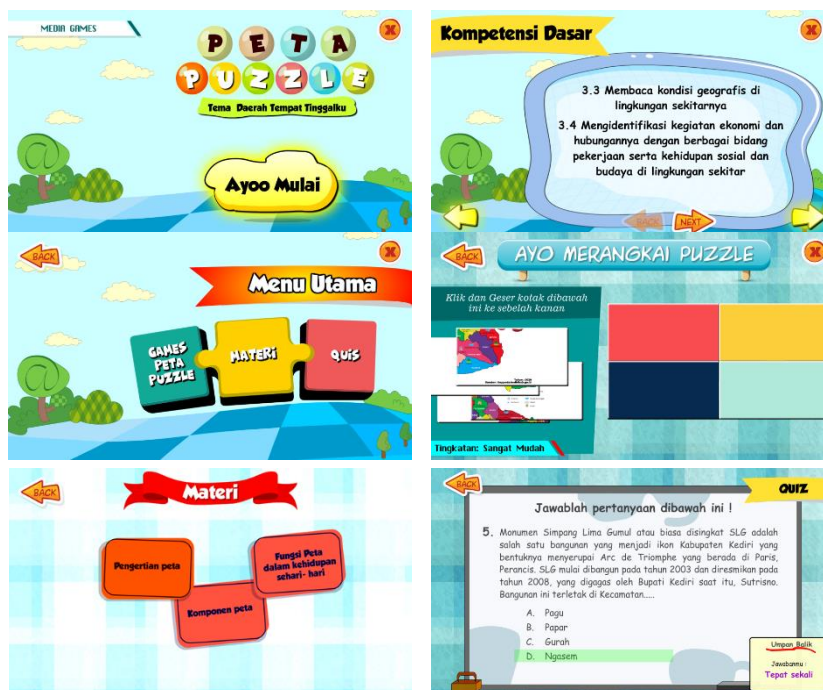 MEDIA GAMES
X
PETA
PUZZLE
Tema Daerah Tempat Tinggalku
Ayoo Mulai
Kompetensi Dasar
X
3.3 Membaca kondisi geografis di
lingkungan sekitarnya
3.4 Mengidentifikasi kegiatan ekonomi dan
hubungannya dengan berbagai bidang
pekerjaan serta kehidupan sosial dan
budaya di lingkungan sekitar
BACK
NEXT
BACK
X
Menu Utama
GAMES
PETA
PUZZLE
MATERI
QUIS
BACK
AYO MERANGKAI PUZZLE
X
Klik dan Geser kotak dibawah
ini ke sebelah kanan
Tingkatan: Sangat Mudah
BACK
Materi
Pengertian peta
Komponen peta
Fungsi Peta
dalam kehidupan
sehari- hari
BACK
QUIZ
Jawablah pertanyaan dibawah ini !
5. Monumen Simpang Lima Gumul atau biasa disingkat SLG adalah
salah satu bangunan yang menjadi ikon Kabupaten Kediri yang
bentuknya menyerupai Arc de Triomphe yang berada di Paris,
Perancis. SLG mulai dibangun pada tahun 2003 dan diresmikan pada
tahun 2008, yang digagas oleh Bupati Kediri saat itu, Sutrisno.
Bangunan ini terletak di Kecamatan.....
A. Pagu
B. Papar
C. Gurah
D. Ngasem
Umpan Balik
Jawabanmu :
Tepat sekali